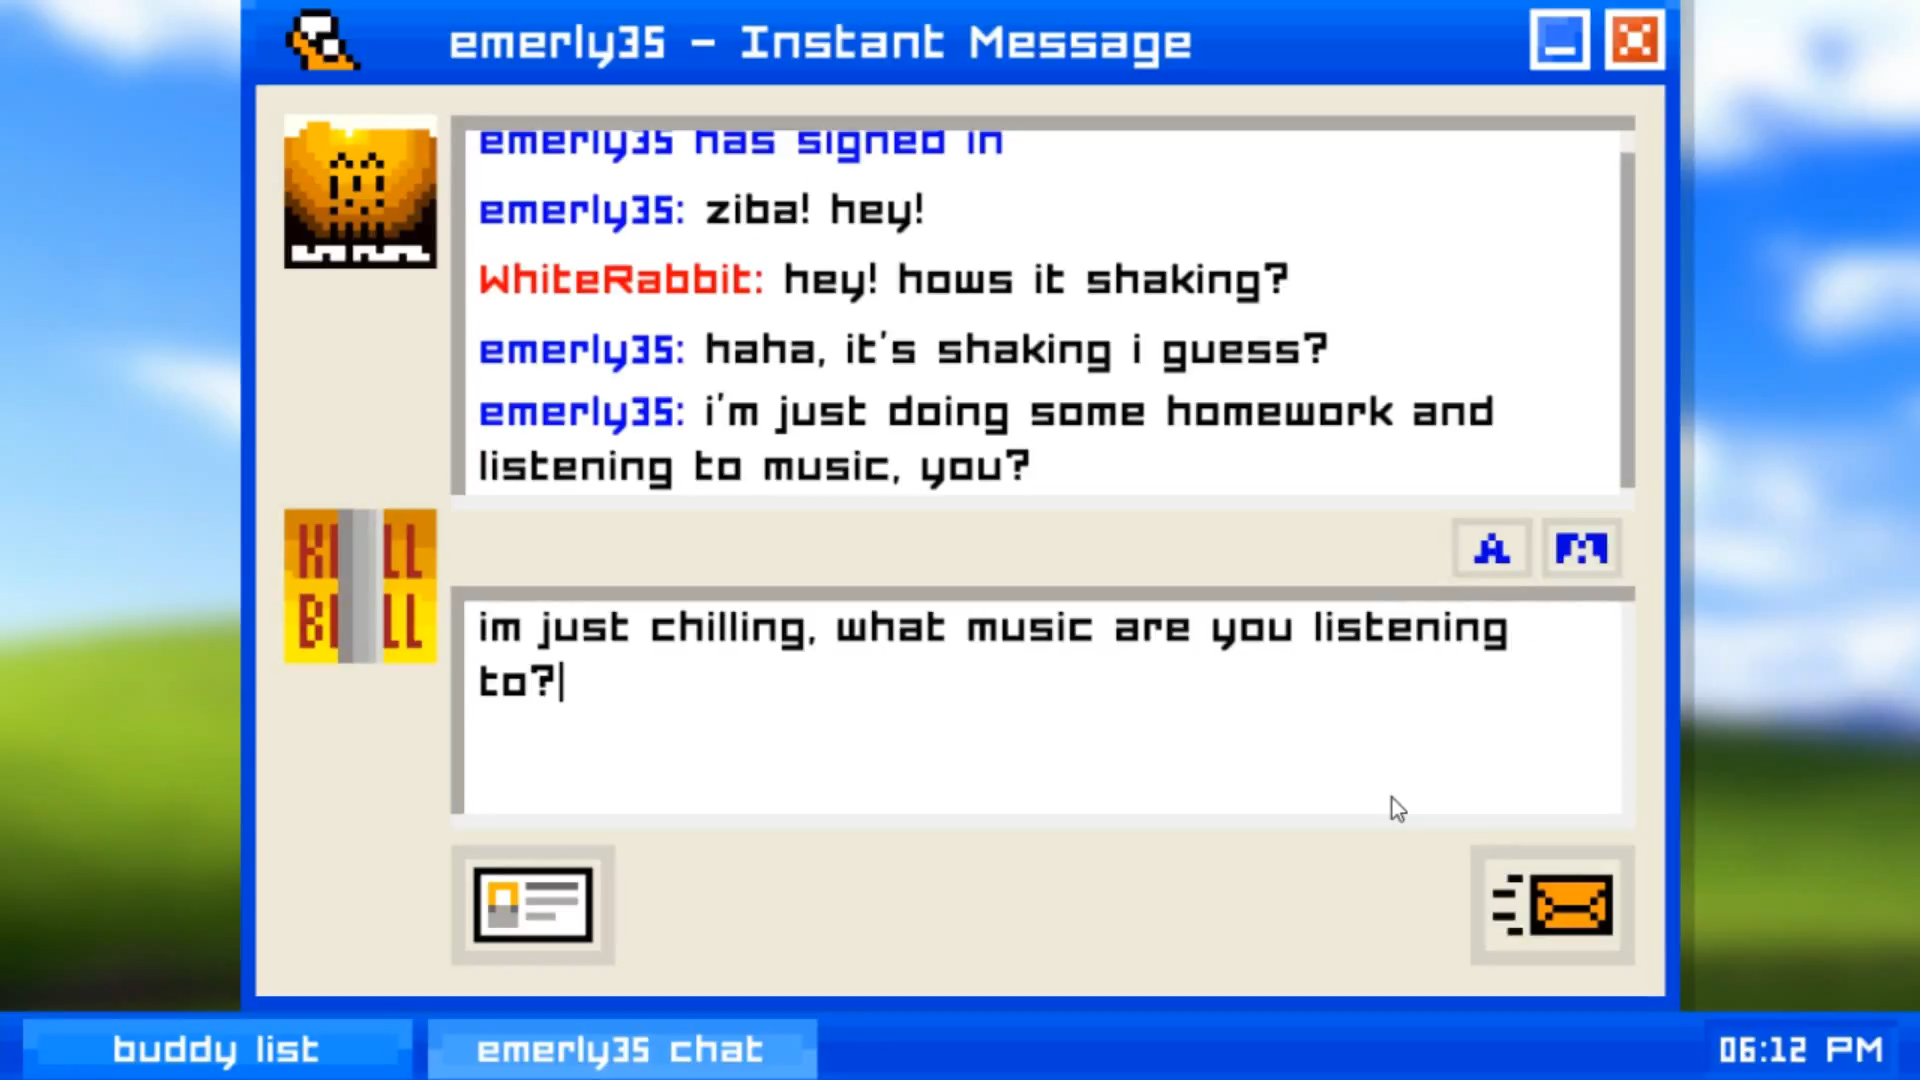 emerly35 - Instant Message
emerly35 has signed in
emerly35: ziba! hey!
WhiteRabbit: hey! hows it shaking?
emerly35: haha, it's shaking i guess?
emerly35: i'm just doing some homework and
listening to music, you?
KILL
BILL
A
im just chilling, what music are you listening
to?
buddy list
emerly35 chat
06:12 PM